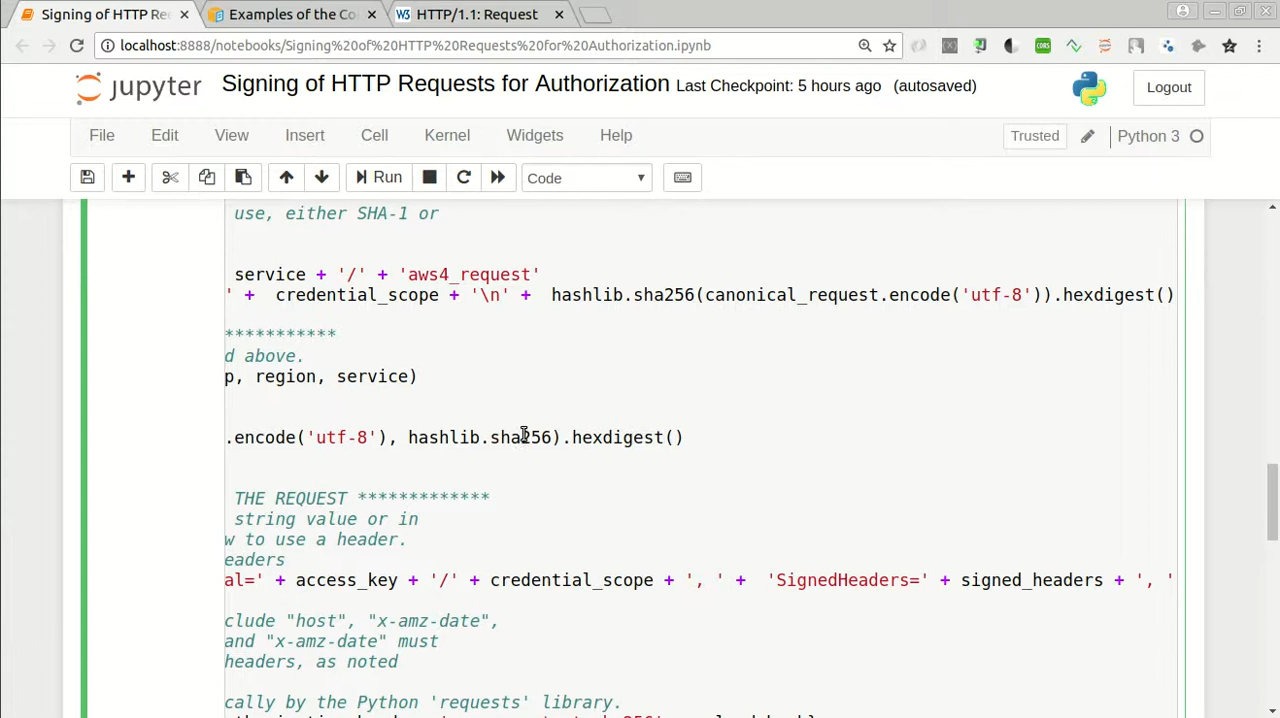 Signing of HTTP Re
Examples of the Co
HTTP/1.1: Request
localhost:8888/notebooks/Signing%20of%20HTTP%20Requests%20for%20Authorization.ipynb
jupyter
Signing of HTTP Requests for Authorization Last Checkpoint: 5 hours ago (autosaved)
Logout
File Edit View Insert Cell Kernel Widgets Help
Trusted
Python 3
Run
Code
use, either SHA-1 or
service + '/' + 'aws4_request'
' + credential_scope + '\n' + hashlib.sha256(canonical_request.encode('utf-8')).hexdigest()
***********
d above.
p, region, service)
.encode('utf-8'), hashlib.sha256).hexdigest()
THE REQUEST *************
string value or in
w to use a header.
eaders
al=' + access_key + '/' + credential_scope + ', ' + 'SignedHeaders=' + signed_headers + ', '
clude "host", "x-amz-date",
and "x-amz-date" must
headers, as noted
cally by the Python 'requests' library.